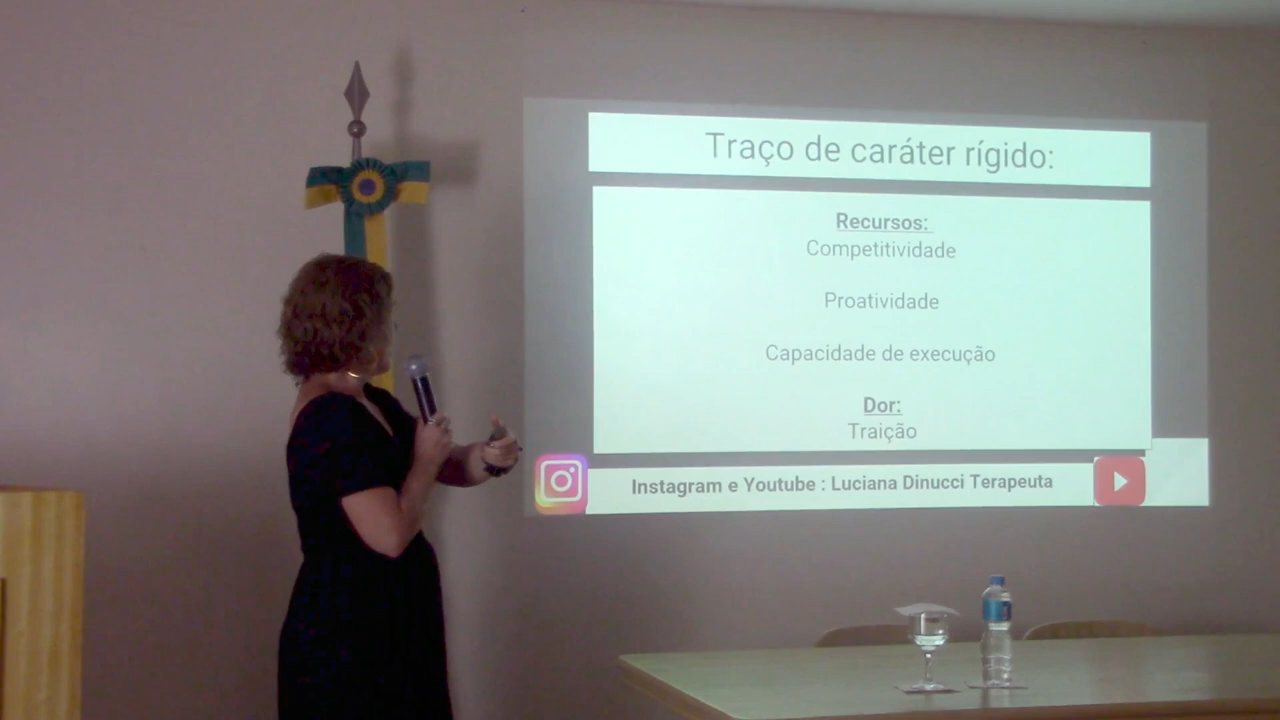 Traço de caráter rígido:
Recursos:
Competitividade
Proatividade
Capacidade de execução
Dor:
Traição
Instagram e Youtube : Luciana Dinucci Terapeuta